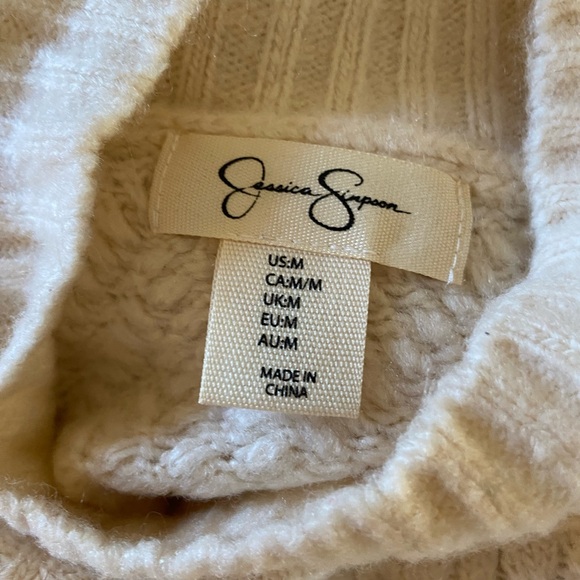 Jessica Simpson
US:M
CA:M/M
UK:M
EU:M
AU:M
MADE IN
CHINA